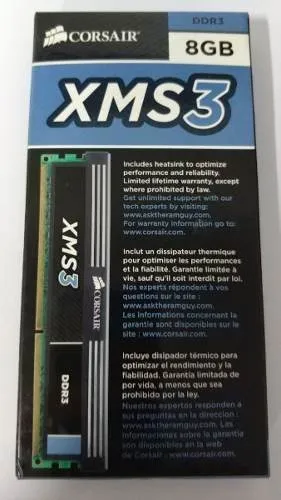 CORSAIR
DDR3
8GB
XMS3
Includes heatsink to optimize
performance and reliability.
Limited lifetime warranty, except
where prohibited by law.
Get unlimited support with our
tech experts by visiting:
www.asktheramguy.com.
For warranty information go to:
www.corsair.com.
Inclut un dissipateur thermique
pour optimiser les performances
et la fiabilité. Garantie limitée à
vie, sauf qu'il soit interdit par loi.
Nos experts répondent à vos
questions sur le site :
www.asktheramguy.com
Les informations concernant la
garantie sont disponibles sur le
site : www.corsair.com
Incluye disipador térmico para
optimizar el rendimiento y la
fiabilidad. Garantía limitada de
por vida, a menos que sea
prohibido por la ley.
Nuestros expertos responden a
sus preguntas en la direccion :
www.asktheramguy.com. Las
informaciones sobre la garantía
son disponibles en la web
de Corsair : www.corsair.com
XMS3
CORSAIR
DDR3